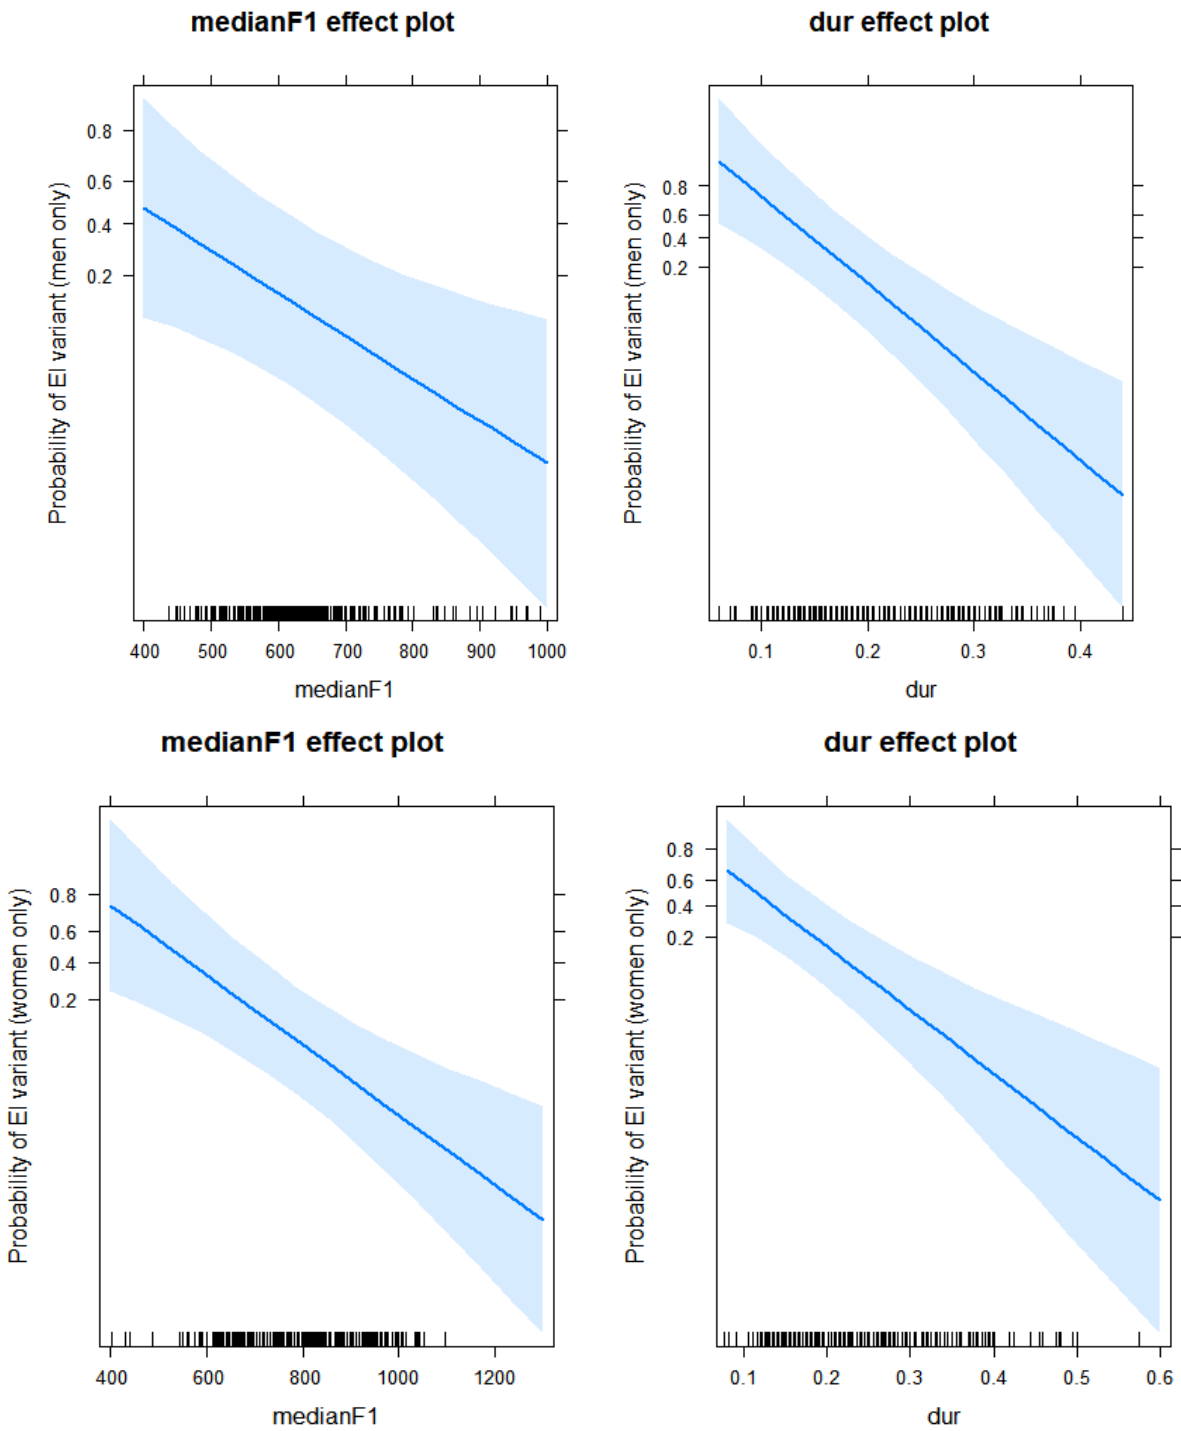 medianF1 effect plot
Probability of EI variant (men only)
0.8
0.6
0.4
0.2
400 500 600 700 800 900 1000
medianF1
dur effect plot
Probability of EI variant (men only)
0.8
0.6
0.4
0.2
0.1 0.2 0.3 0.4
dur
medianF1 effect plot
Probability of EI variant (women only)
0.8
0.6
0.4
0.2
400 600 800 1000 1200
medianF1
dur effect plot
Probability of EI variant (women only)
0.8
0.6
0.4
0.2
0.1 0.2 0.3 0.4 0.5 0.6
dur